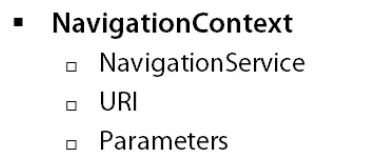 ▪ NavigationContext
▫ NavigationService
▫ URI
▫ Parameters